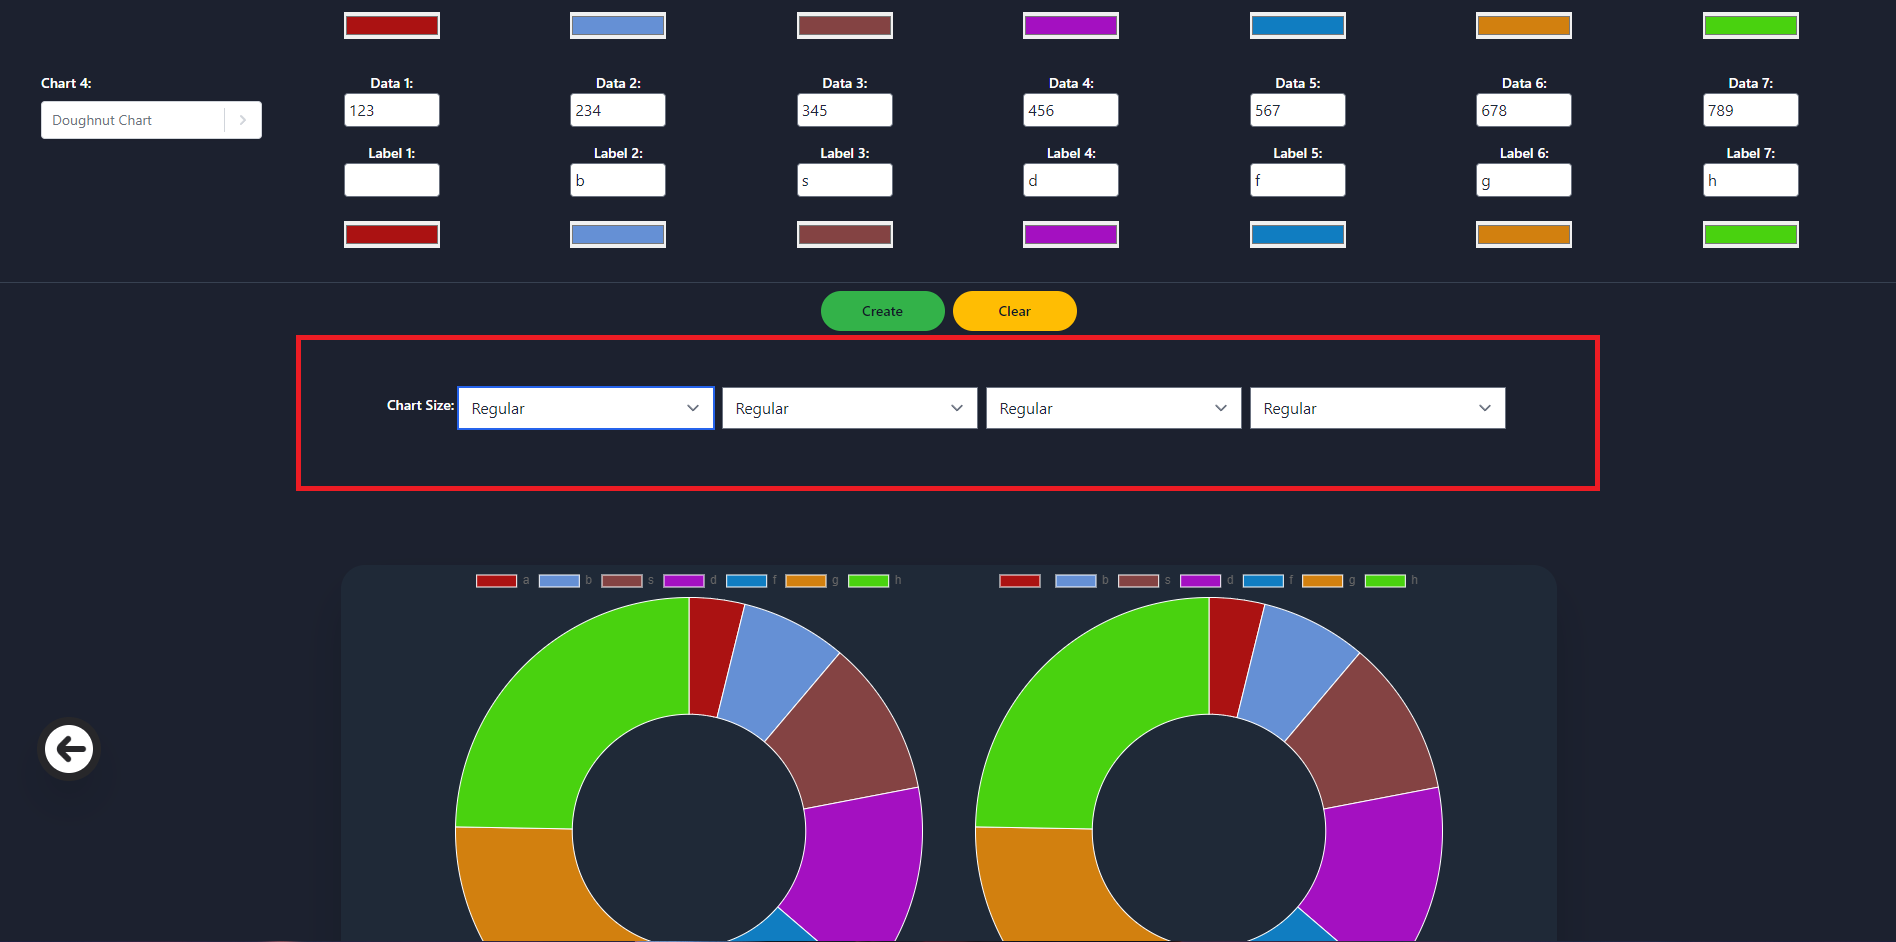 Chart 4:
Data 1: Data 2: Data 3: Data 4: Data 5: Data 6: Data 7:
Doughnut Chart
123 234 345 456 567 678 789
Label 1: Label 2: Label 3: Label 4: Label 5: Label 6: Label 7:
b s d f g h
Create Clear
Chart Size: Regular Regular Regular Regular
a b s d f g h
b s d f g h